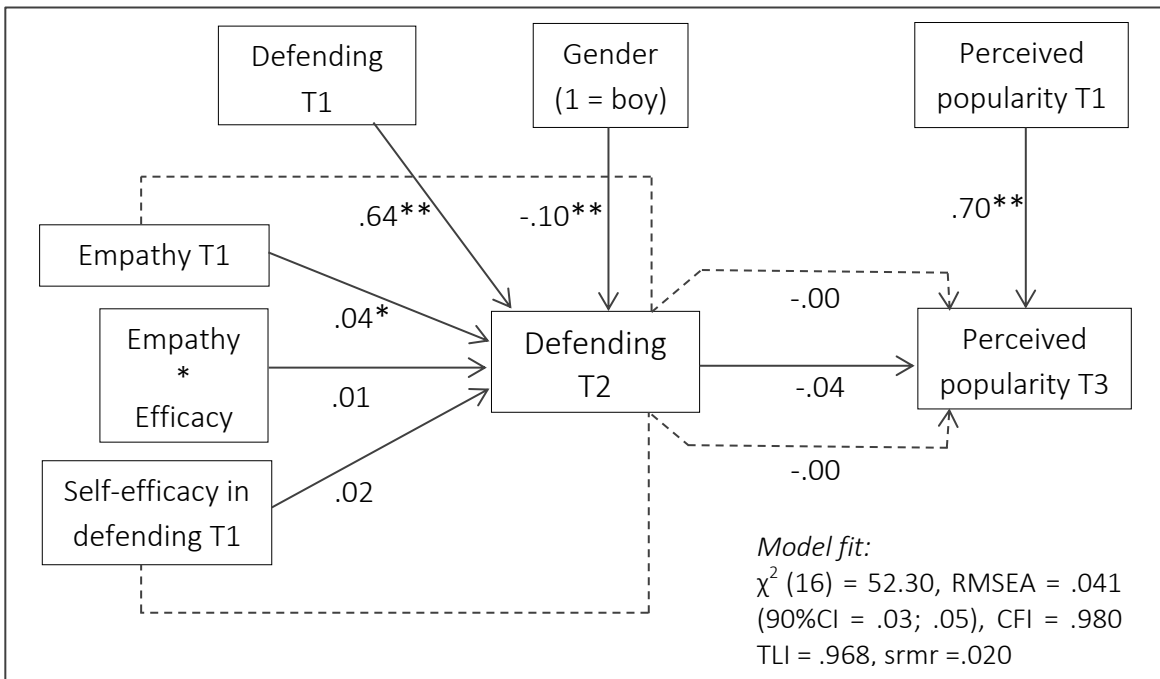 Defending
T1
Gender
(1 = boy)
Perceived
popularity T1
.64**
-.10**
.70**
Empathy T1
.04*
-.00
Empathy
*
Efficacy
.01
Defending
T2
-.04
Perceived
popularity T3
Self-efficacy in
defending T1
.02
-.00
Model fit:
χ² (16) = 52.30, RMSEA = .041
(90%CI = .03; .05), CFI = .980
TLI = .968, srmr =.020